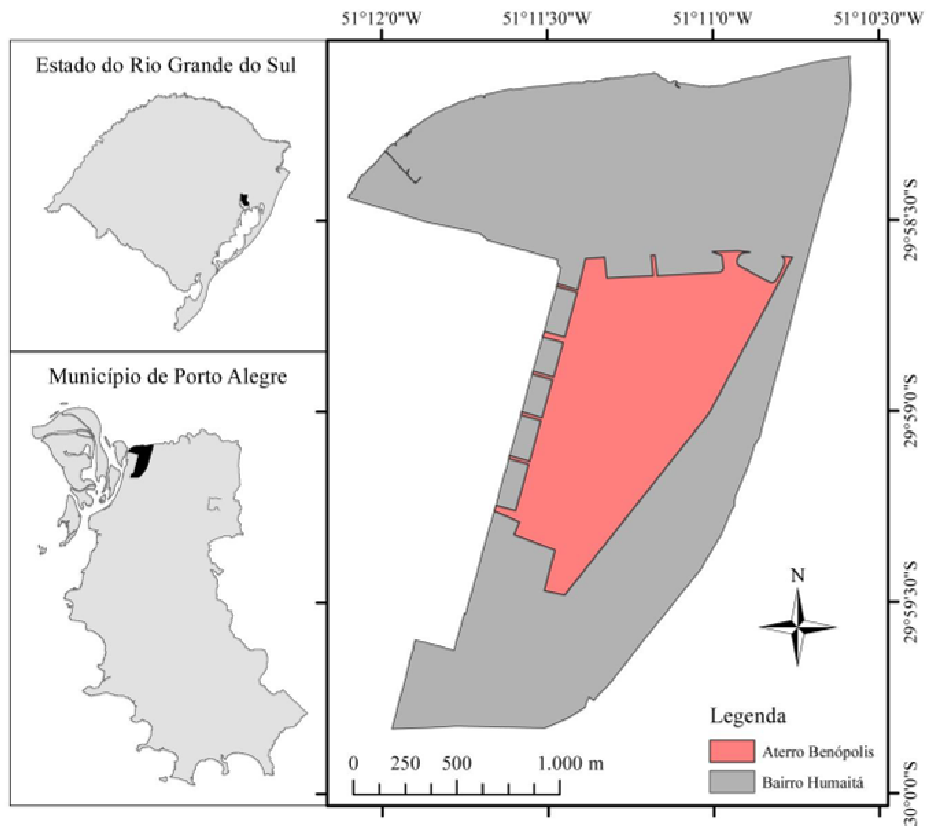 51°12'0"W 51°11'30"W 51°11'0"W 51°10'30"W
Estado do Rio Grande do Sul
Município de Porto Alegre
29°58'30"S
29°59'0"S
29°59'30"S
30°0'0"S
N
Legenda
Aterro Benópolis
Bairro Humaitá
0 250 500 1.000 m